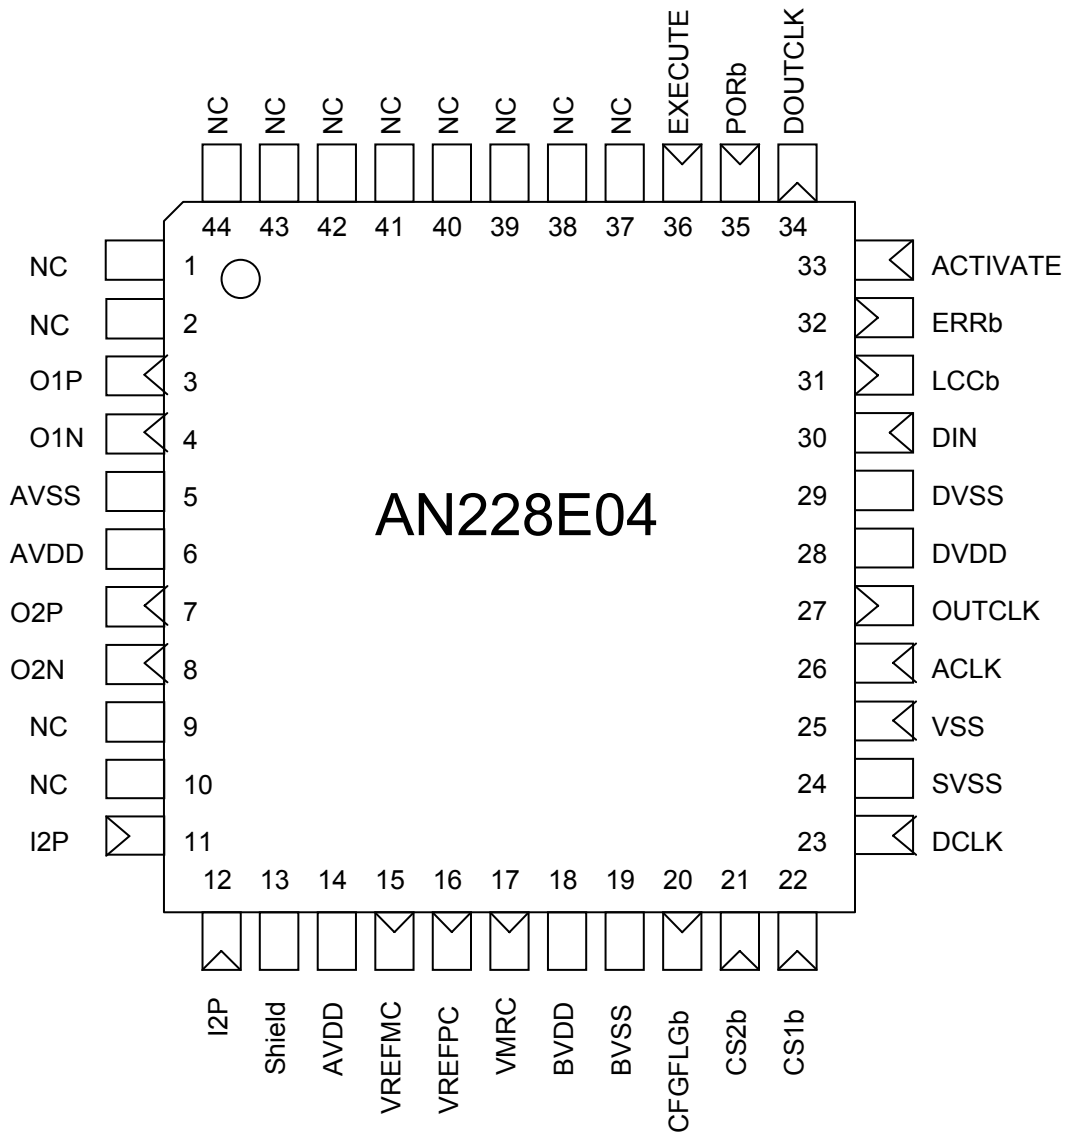 EXECUTE
PORb
DOUTCLK
NC NC NC NC NC NC NC NC
44 43 42 41 40 39 38 37 36 35 34
NC 1
NC 2
O1P 3
O1N 4
AVSS 5
AVDD 6
O2P 7
O2N 8
NC 9
NC 10
I2P 11
AN228E04
33 ACTIVATE
32 ERRb
31 LCCb
30 DIN
29 DVSS
28 DVDD
27 OUTCLK
26 ACLK
25 VSS
24 SVSS
23 DCLK
12 13 14 15 16 17 18 19 20 21 22
I2P
Shield
AVDD
VREFMC
VREFPC
VMRC
BVDD
BVSS
CFGFLGb
CS2b
CS1b